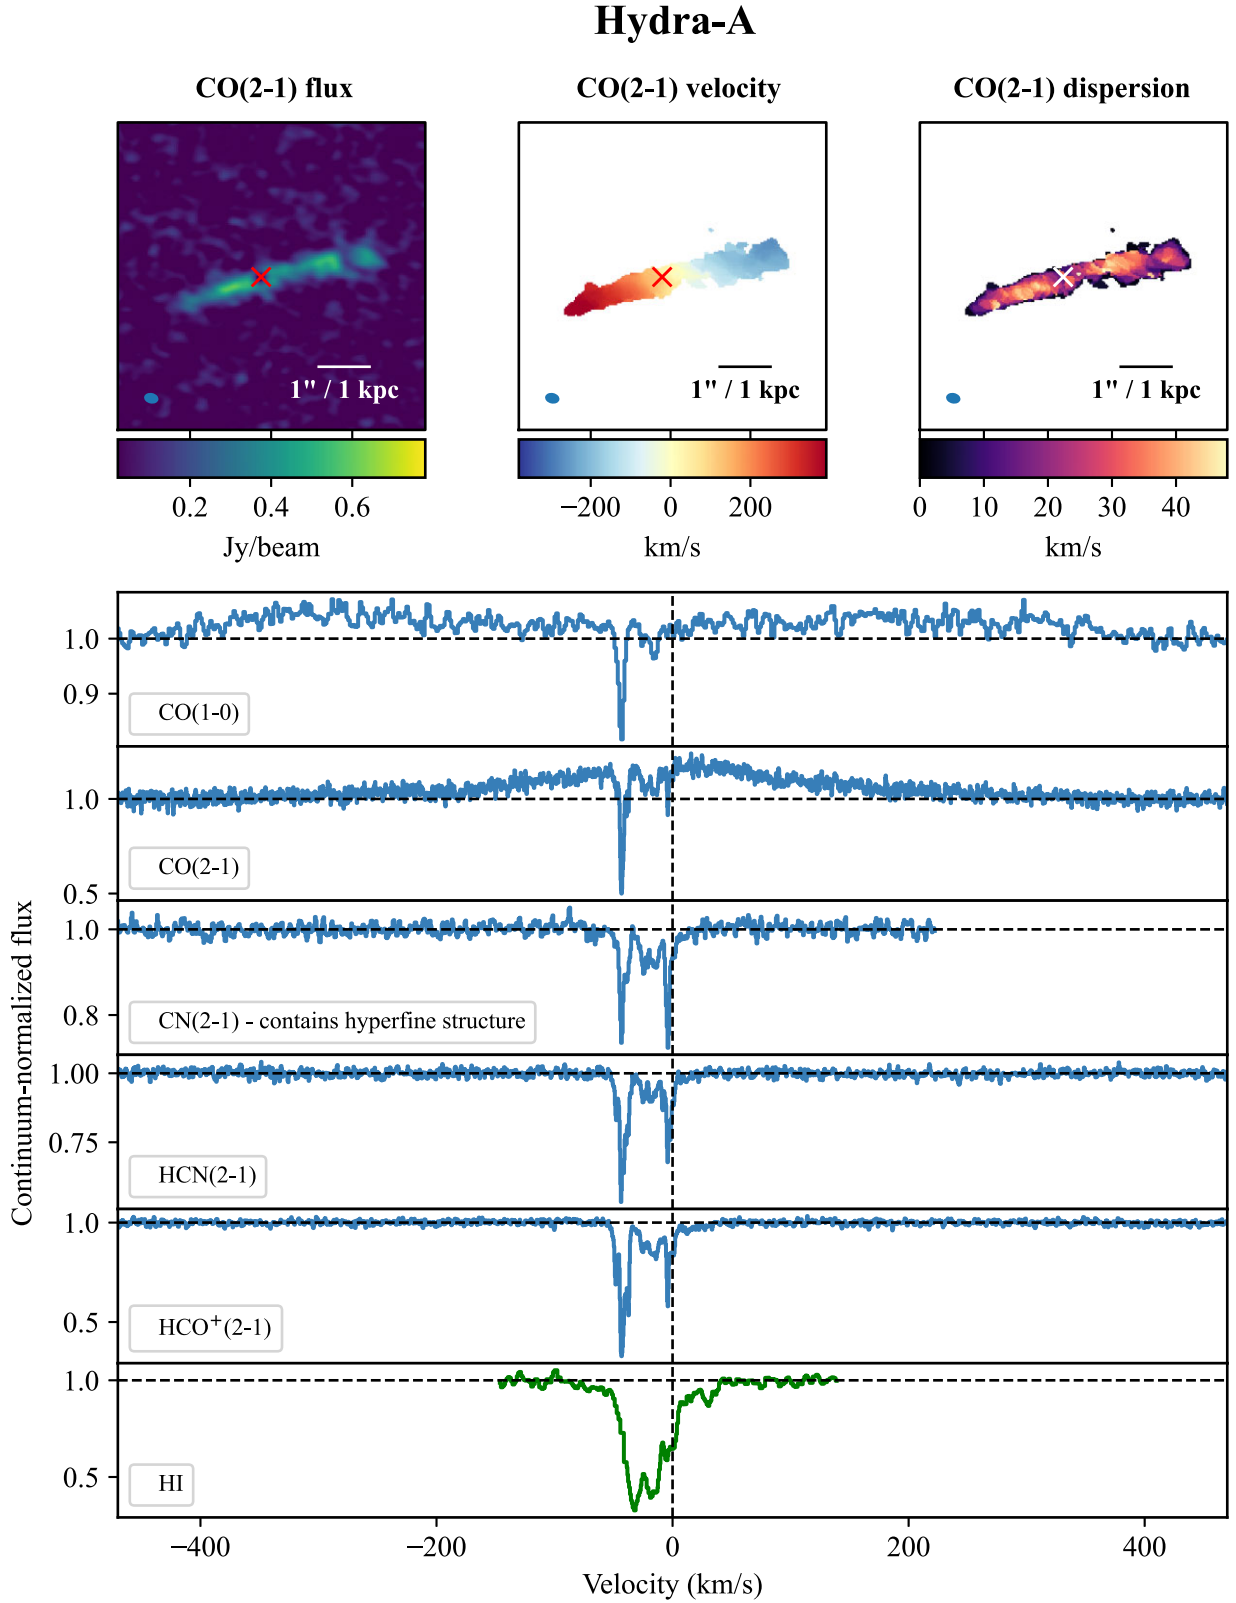 Hydra-A
CO(2-1) flux
CO(2-1) velocity
CO(2-1) dispersion
1" / 1 kpc
1" / 1 kpc
1" / 1 kpc
0.2 0.4 0.6
−200 0 200
0 10 20 30 40
Jy/beam
km/s
km/s
1.0
0.9
CO(1-0)
1.0
CO(2-1)
0.5
1.0
0.8
CN(2-1) - contains hyperfine structure
1.00
0.75
HCN(2-1)
1.0
0.5
HCO⁺(2-1)
1.0
0.5
HI
Continuum-normalized flux
−400 −200 0 200 400
Velocity (km/s)